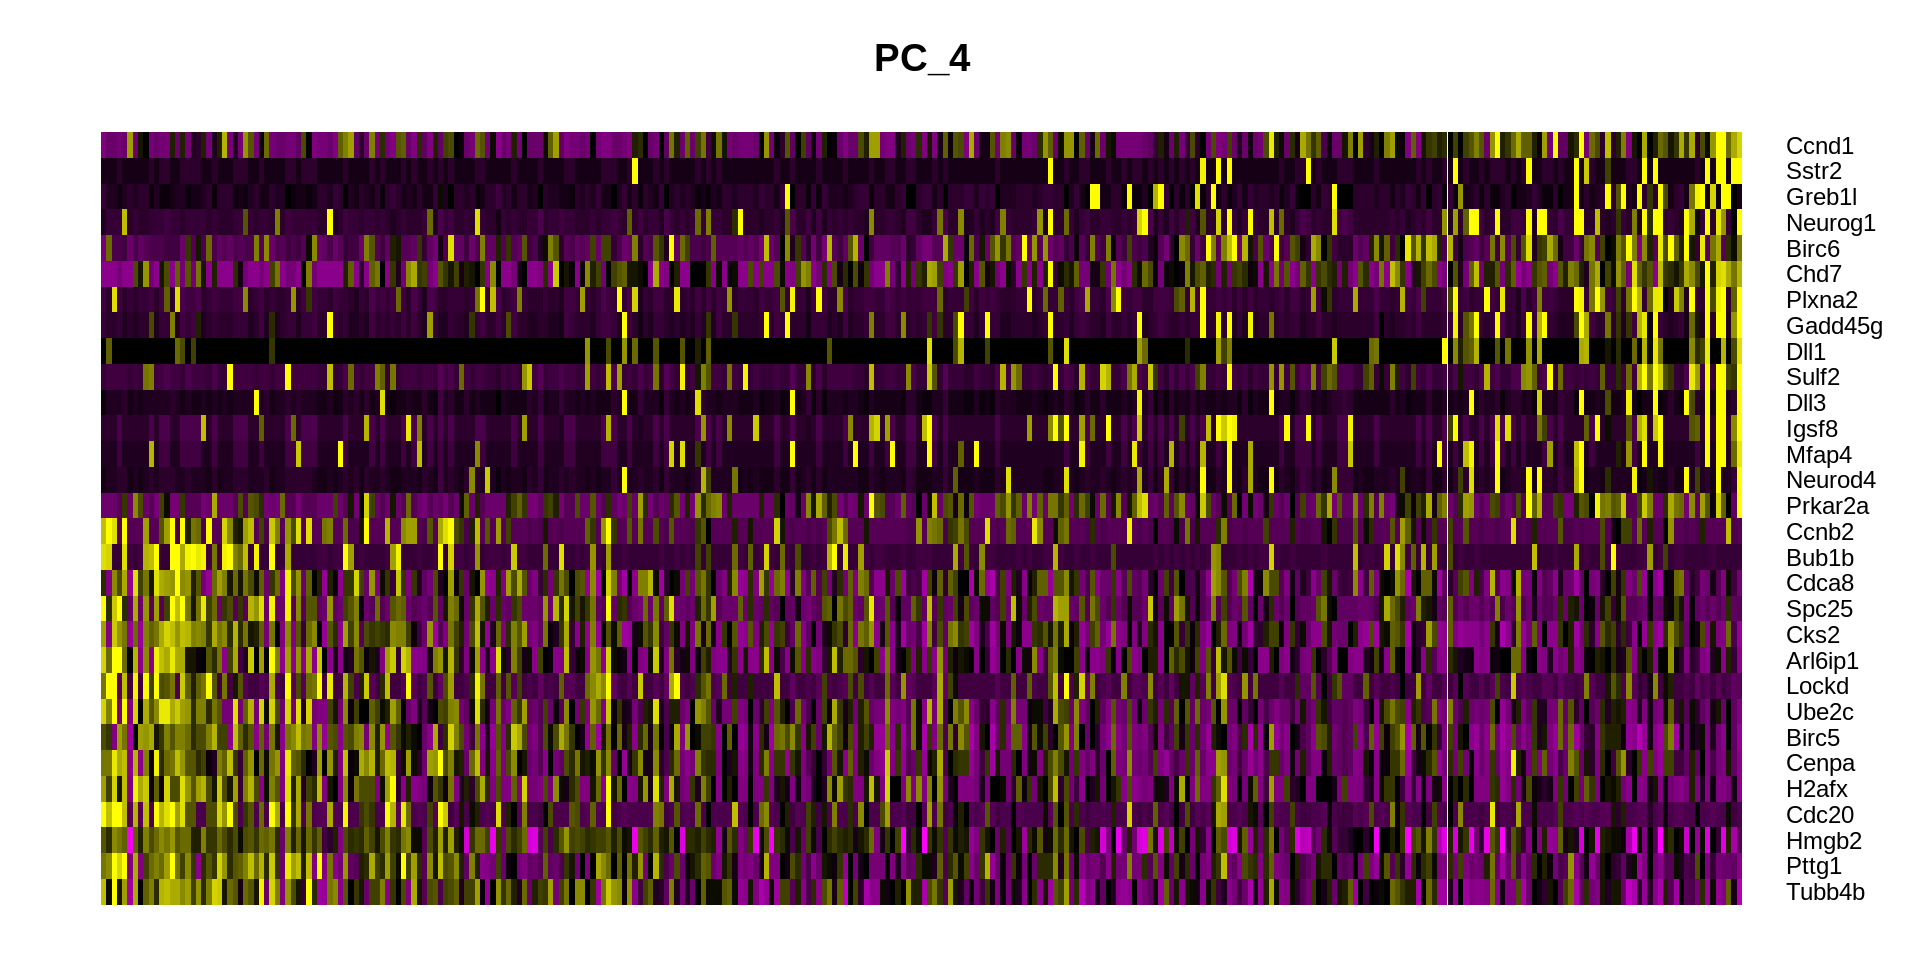 PC_4
Ccnd1
Sstr2
Greb1l
Neurog1
Birc6
Chd7
Plxna2
Gadd45g
Dll1
Sulf2
Dll3
Igsf8
Mfap4
Neurod4
Prkar2a
Ccnb2
Bub1b
Cdca8
Spc25
Cks2
Arl6ip1
Lockd
Ube2c
Birc5
Cenpa
H2afx
Cdc20
Hmgb2
Pttg1
Tubb4b